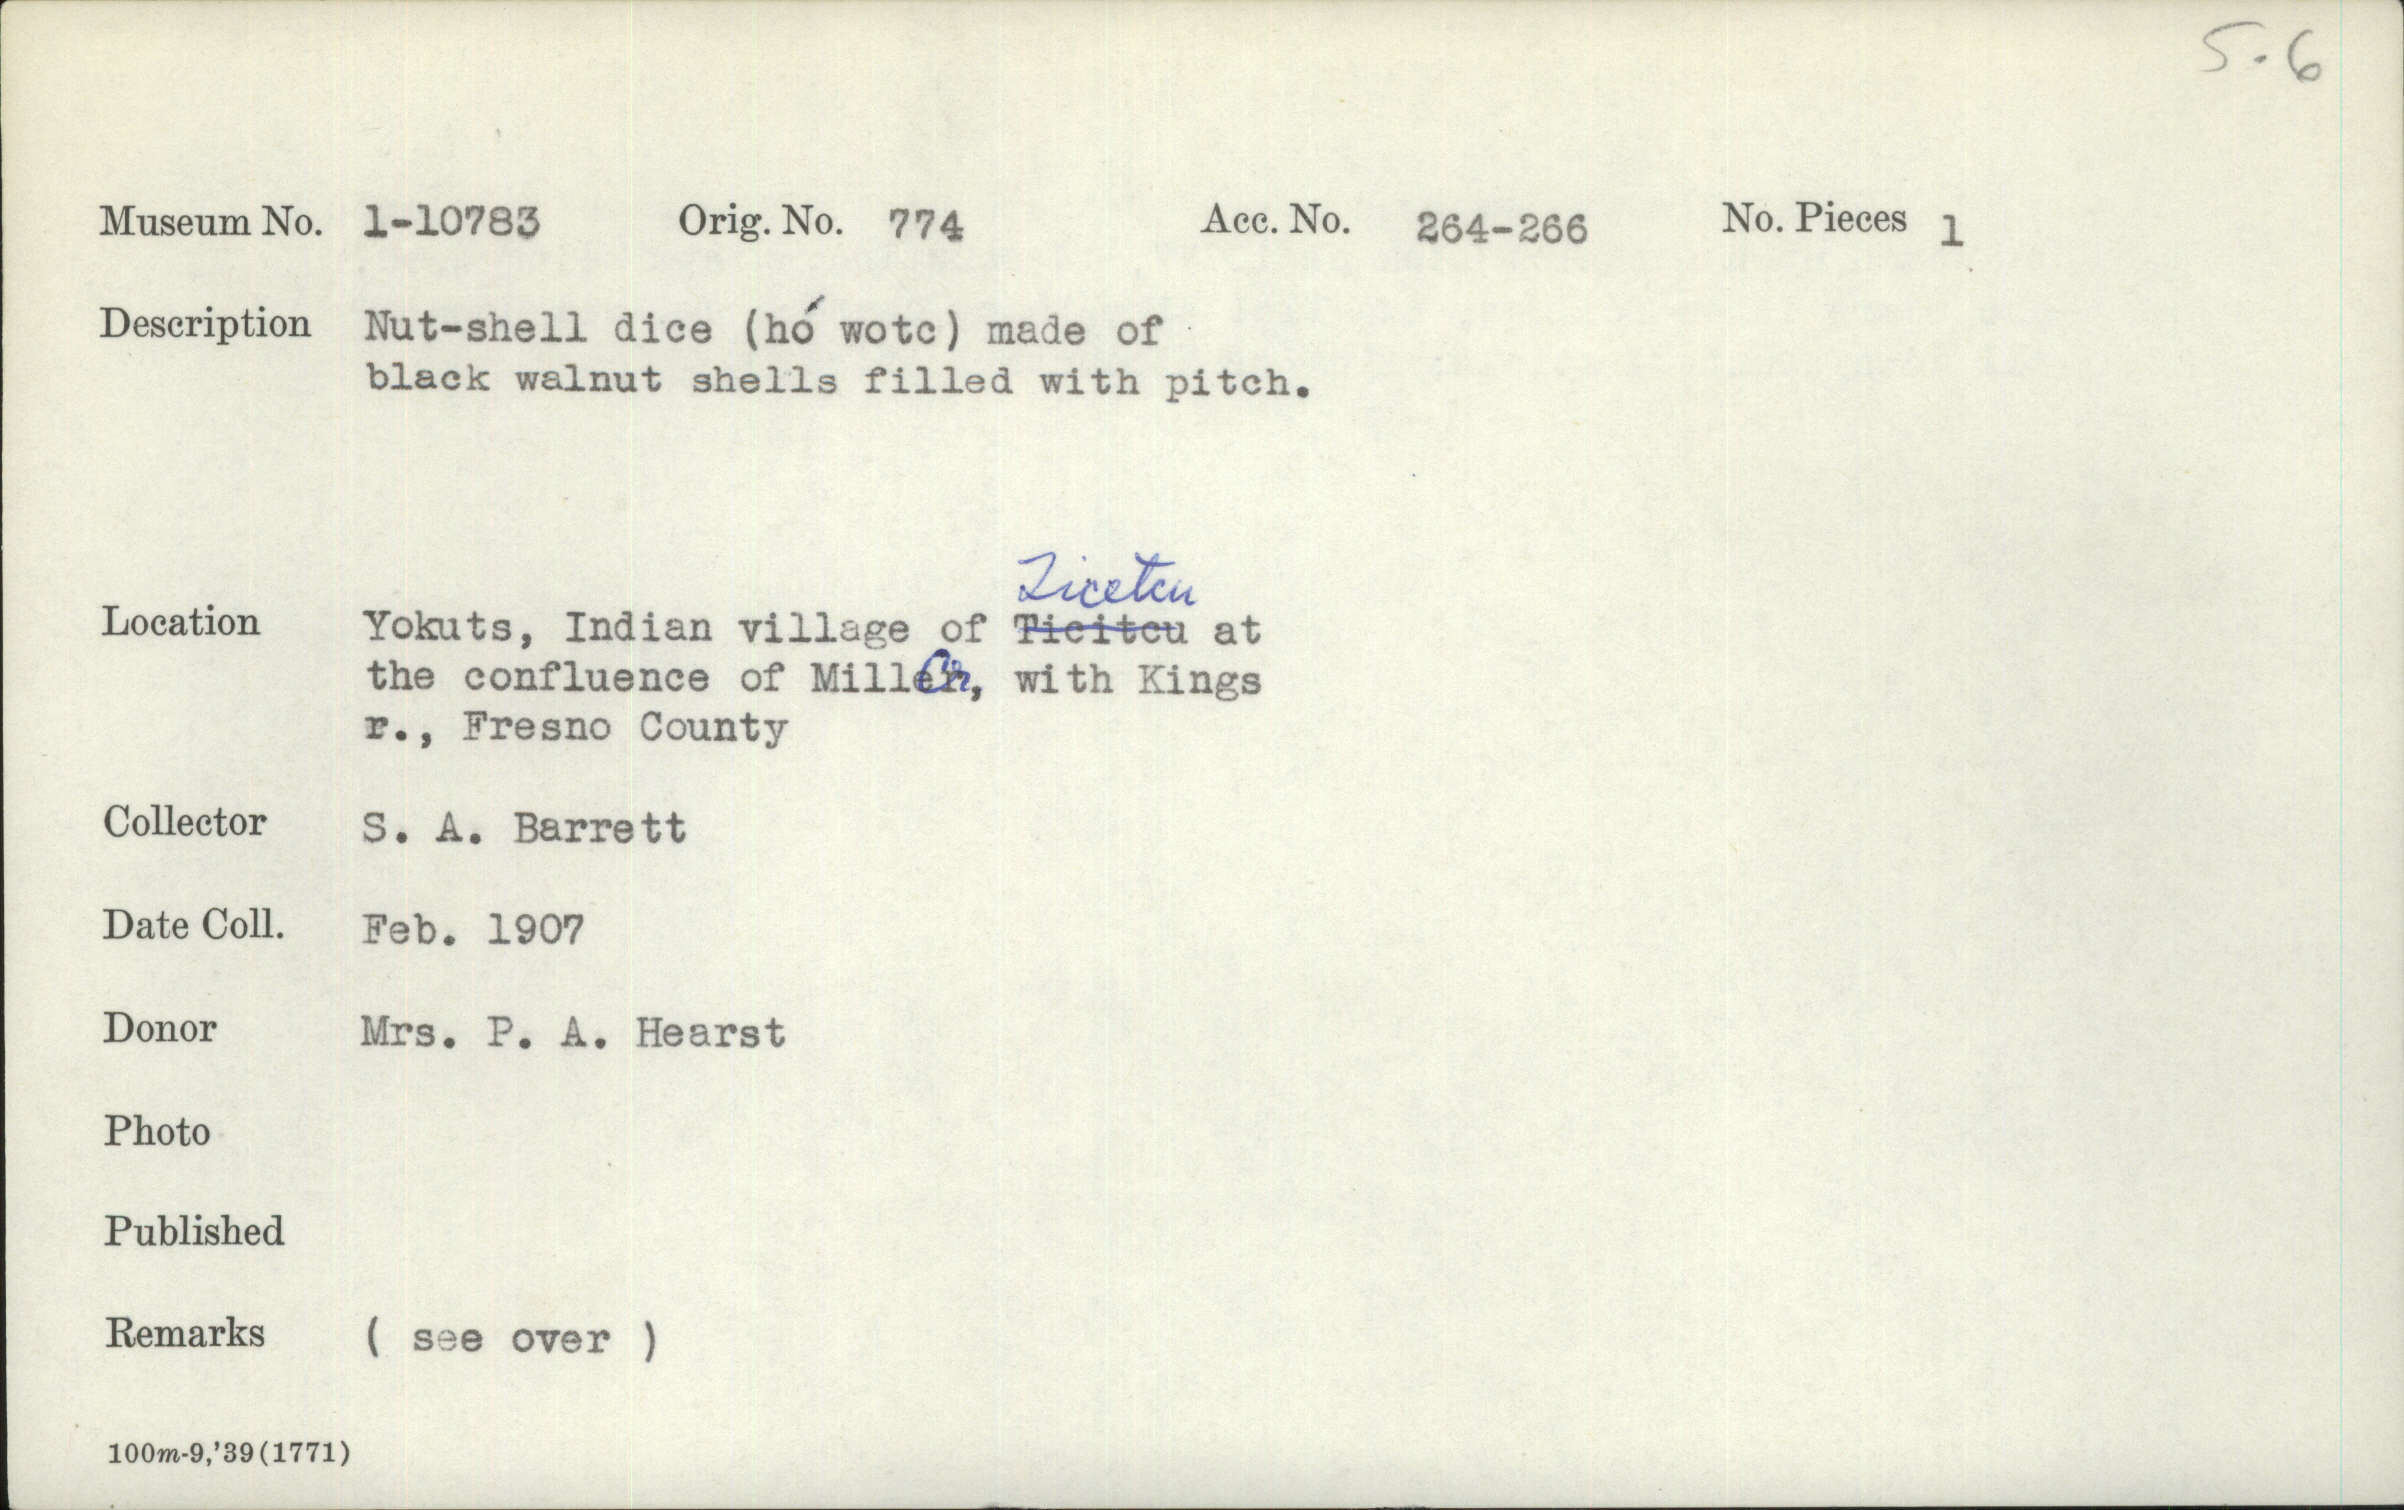 5.6
Museum No. 1-10783 Orig. No. 774 Acc. No. 264-266 No. Pieces 1
Description Nut-shell dice (hó wotc) made of
black walnut shells filled with pitch.
Ticetcu
Location Yokuts, Indian village of Ticitcu at
the confluence of Mill Cr, with Kings
r., Fresno County
Collector S. A. Barrett
Date Coll. Feb. 1907
Donor Mrs. P. A. Hearst
Photo
Published
Remarks ( see over )
100m-9,'39(1771)